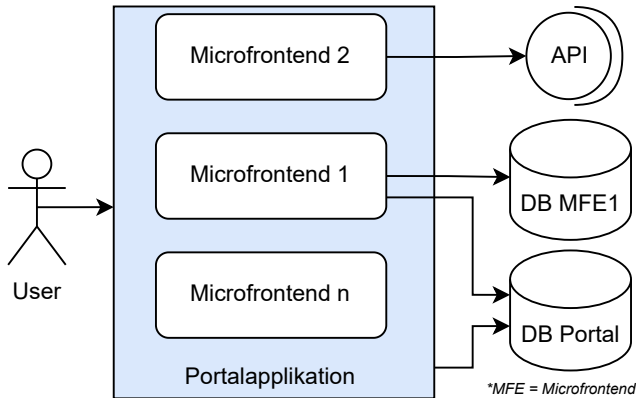 Microfrontend 2
API
Microfrontend 1
DB MFE1
User
Microfrontend n
DB Portal
Portalapplikation
*MFE = Microfrontend